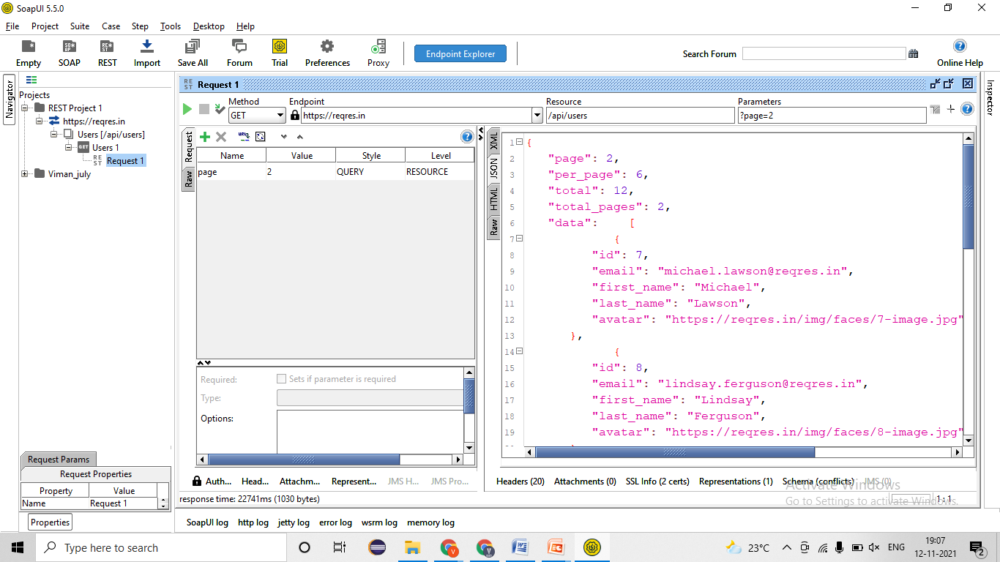 SoapUI 5.5.0
File Project Suite Case Step Tools Desktop Help
Empty SOAP REST Import Save All Forum Trial Preferences Proxy Endpoint Explorer Search Forum Online Help
Navigator
Projects
REST Project 1
https://reqres.in
Users [/api/users]
GET Users 1
REST Request 1
Viman_july
Request Params
Request Properties
Property Value
Name Request 1
Properties
REST Request 1
Method Endpoint Resource Parameters
GET https://reqres.in /api/users ?page=2
Request
Raw
Name Value Style Level
page 2 QUERY RESOURCE
Required: Sets if parameter is required
Type:
Options:
Auth... Head... Attachm... Represent... JMS H... JMS Pro...
XML
JSON
HTML
Raw
1 {
2 "page": 2,
3 "per_page": 6,
4 "total": 12,
5 "total_pages": 2,
6 "data": [
7 {
8 "id": 7,
9 "email": "michael.lawson@reqres.in",
10 "first_name": "Michael",
11 "last_name": "Lawson",
12 "avatar": "https://reqres.in/img/faces/7-image.jpg"
13 },
14 {
15 "id": 8,
16 "email": "lindsay.ferguson@reqres.in",
17 "first_name": "Lindsay",
18 "last_name": "Ferguson",
19 "avatar": "https://reqres.in/img/faces/8-image.jpg"
Headers (20) Attachments (0) SSL Info (2 certs) Representations (1) Schema (conflicts) JMS (0)
Inspector
response time: 22741ms (1030 bytes)
1 : 1
Activate Windows
Go to Settings to activate Windows.
SoapUI log http log jetty log error log wsrm log memory log
Type here to search
23°C ENG 19:07
12-11-2021
2